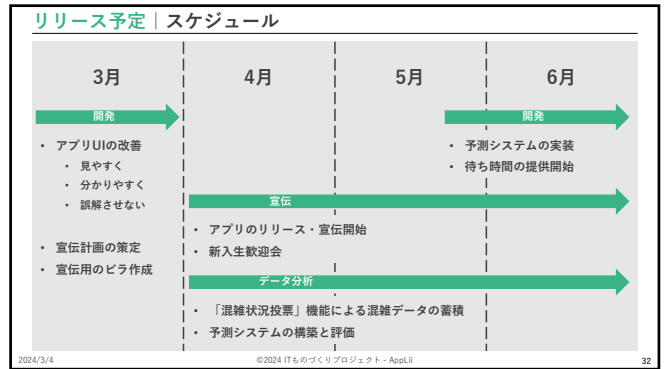 リリース予定｜スケジュール
3月
4月
5月
6月
開発
• アプリUIの改善
• 見やすく
• 分かりやすく
• 誤解させない
• 宣伝計画の策定
• 宣伝用のビラ作成
開発
• 予測システムの実装
• 待ち時間の提供開始
宣伝
• アプリのリリース・宣伝開始
• 新入生歓迎会
データ分析
• 「混雑状況投票」機能による混雑データの蓄積
• 予測システムの構築と評価
2024/3/4
©2024 ITものづくりプロジェクト - AppLii
32